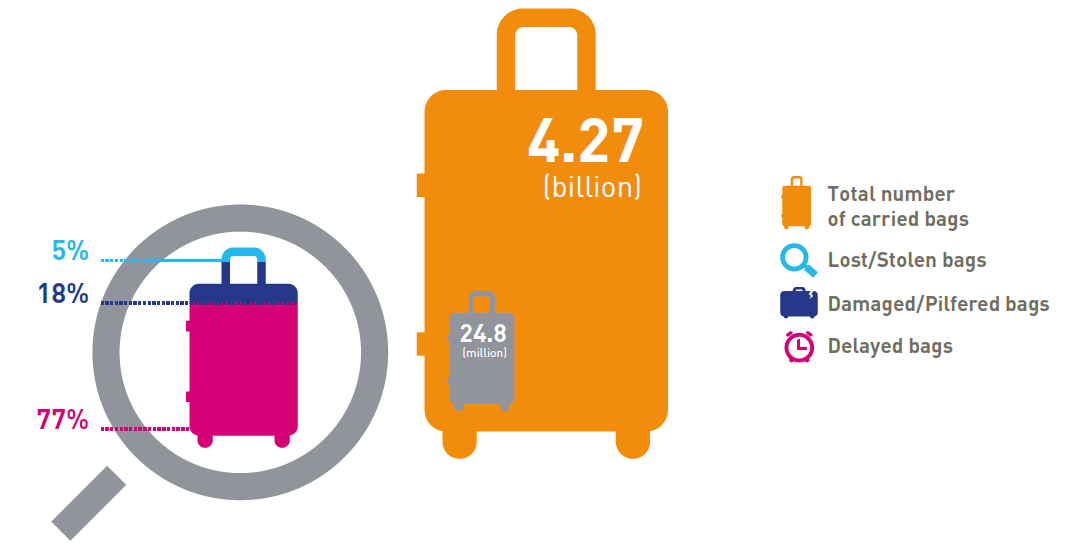 5%
18%
77%
4.27
(billion)
24.8
(million)
Total number
of carried bags
Lost/Stolen bags
Damaged/Pilfered bags
Delayed bags